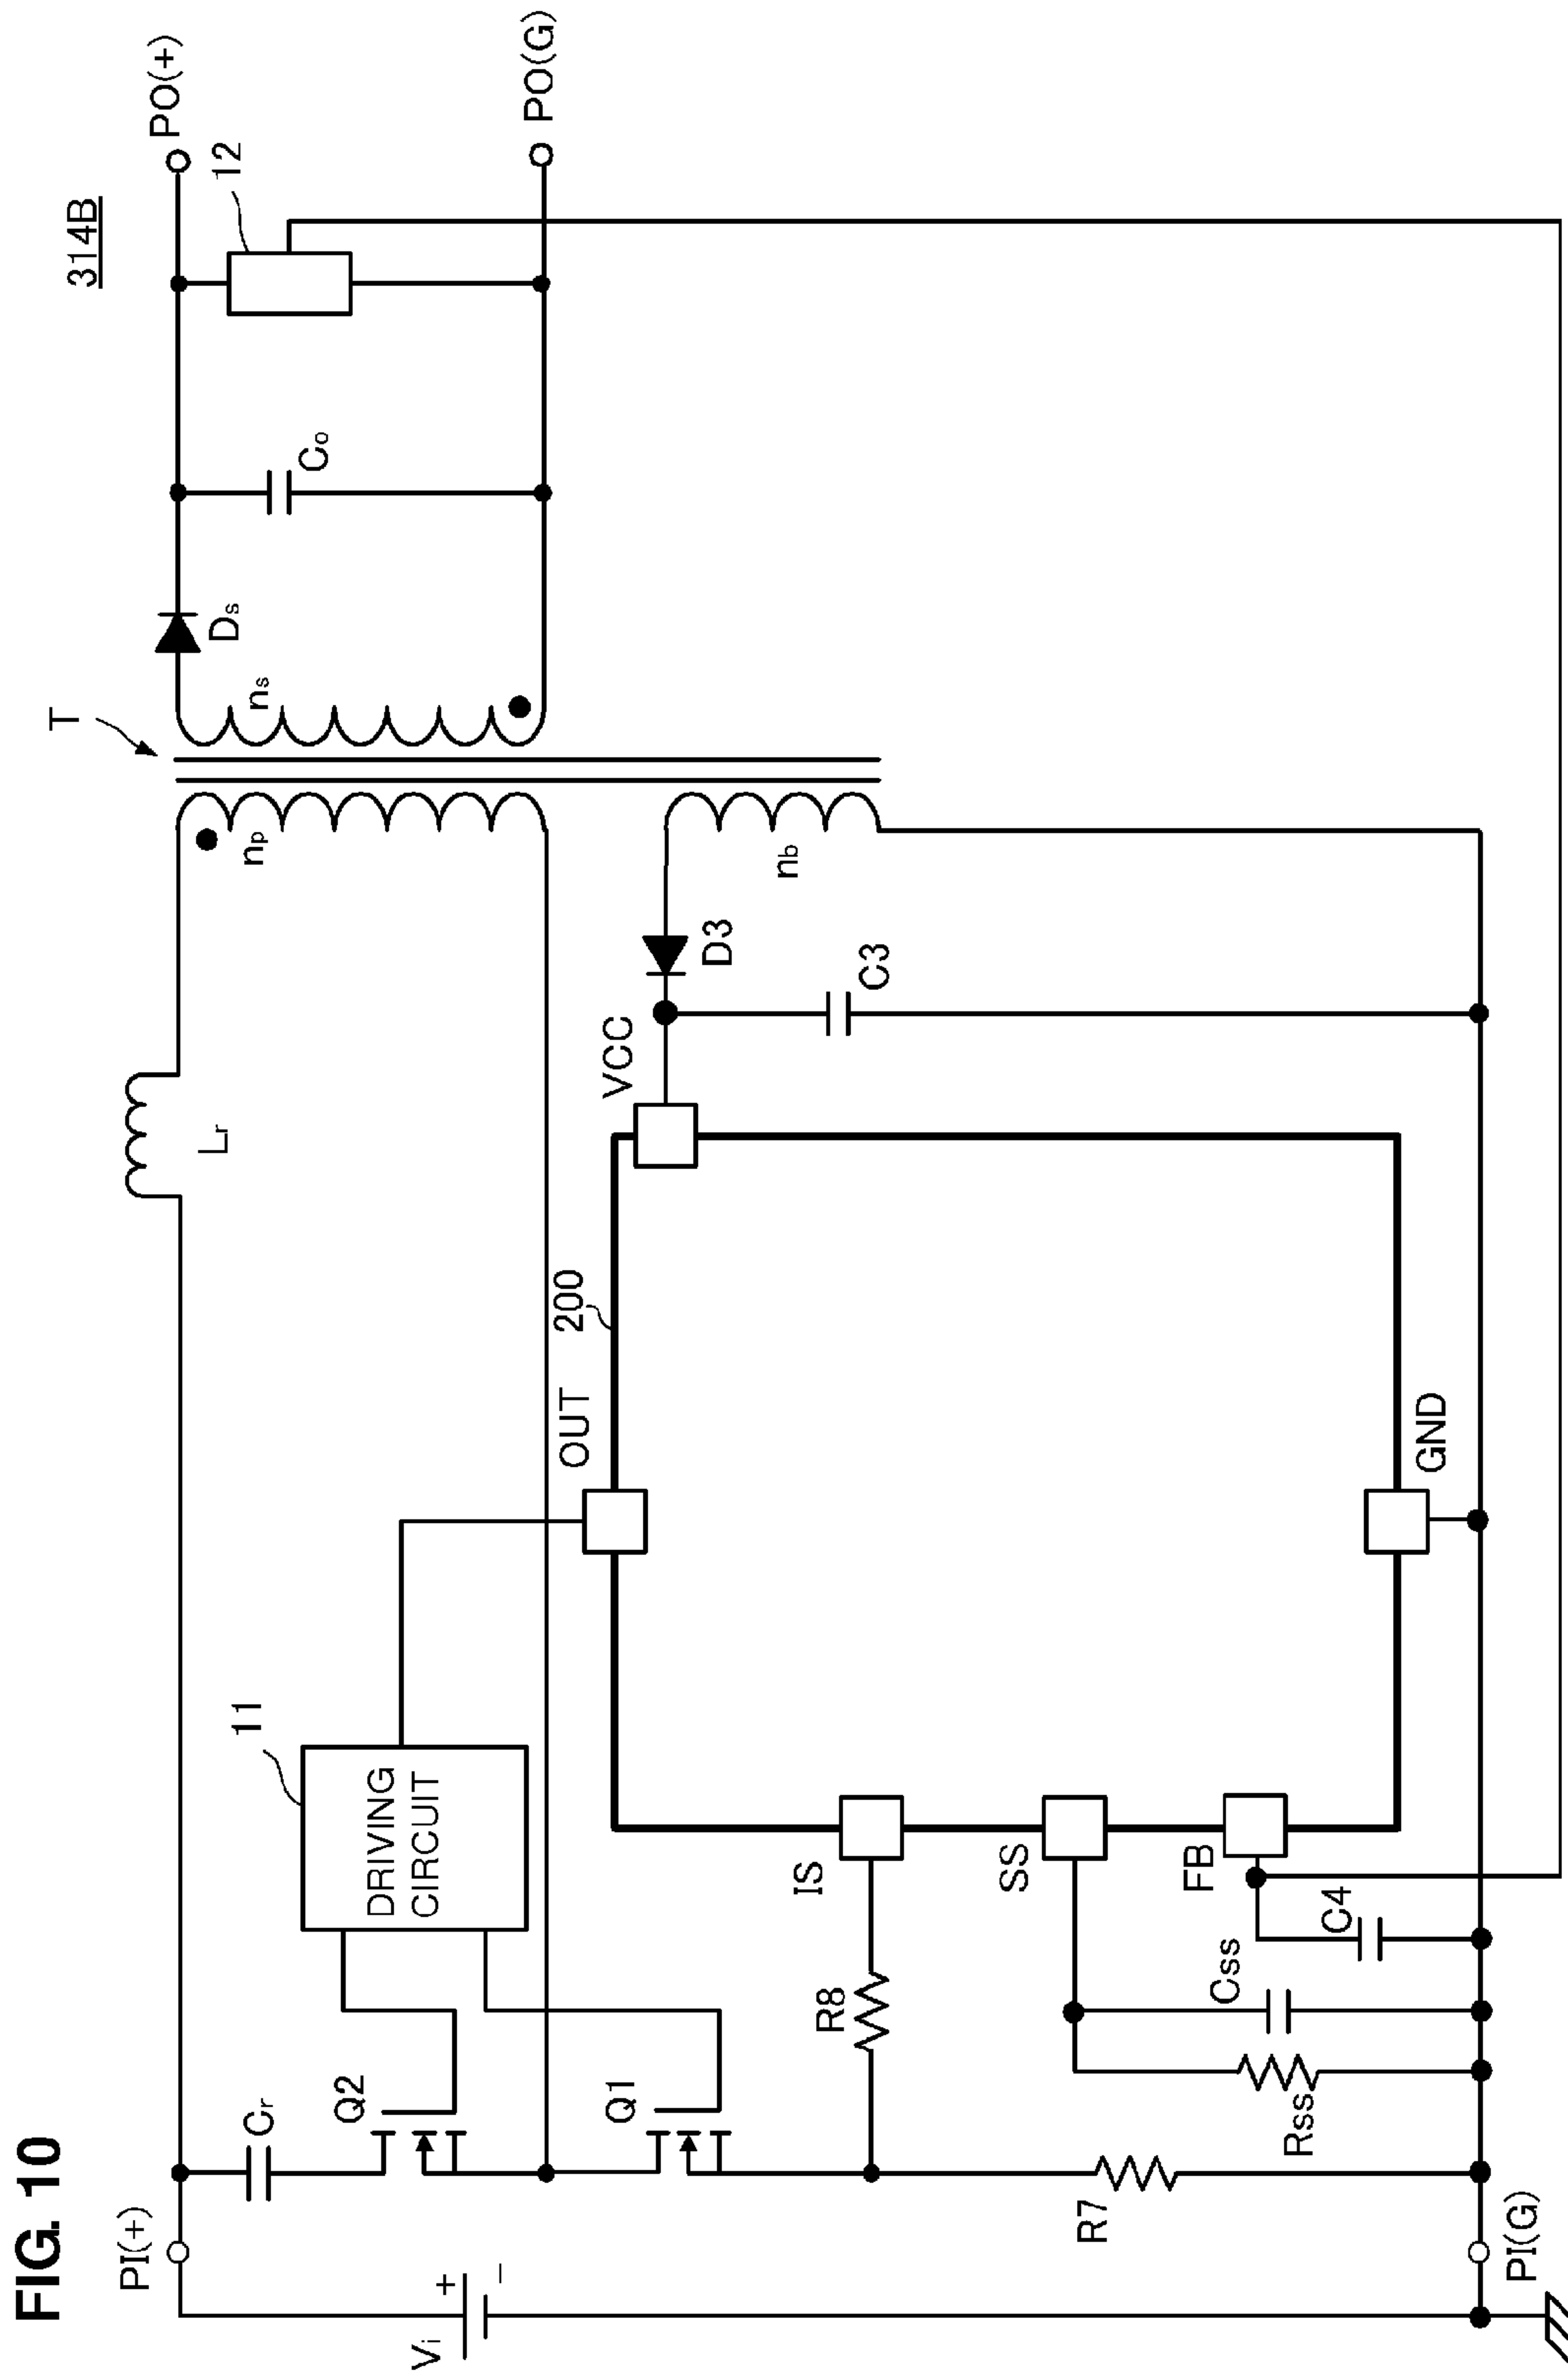 FIG. 10
314B
PI(+)
Lr
T
PO(+)
Cr
np
ns
Ds
Co
12
11
Q2
DRIVING
CIRCUIT
Vi
+
−
PO(G)
OUT
200
VCC
Q1
D3
nb
R8
IS
C3
SS
R7
Css
FB
Rss
C4
GND
PI(G)